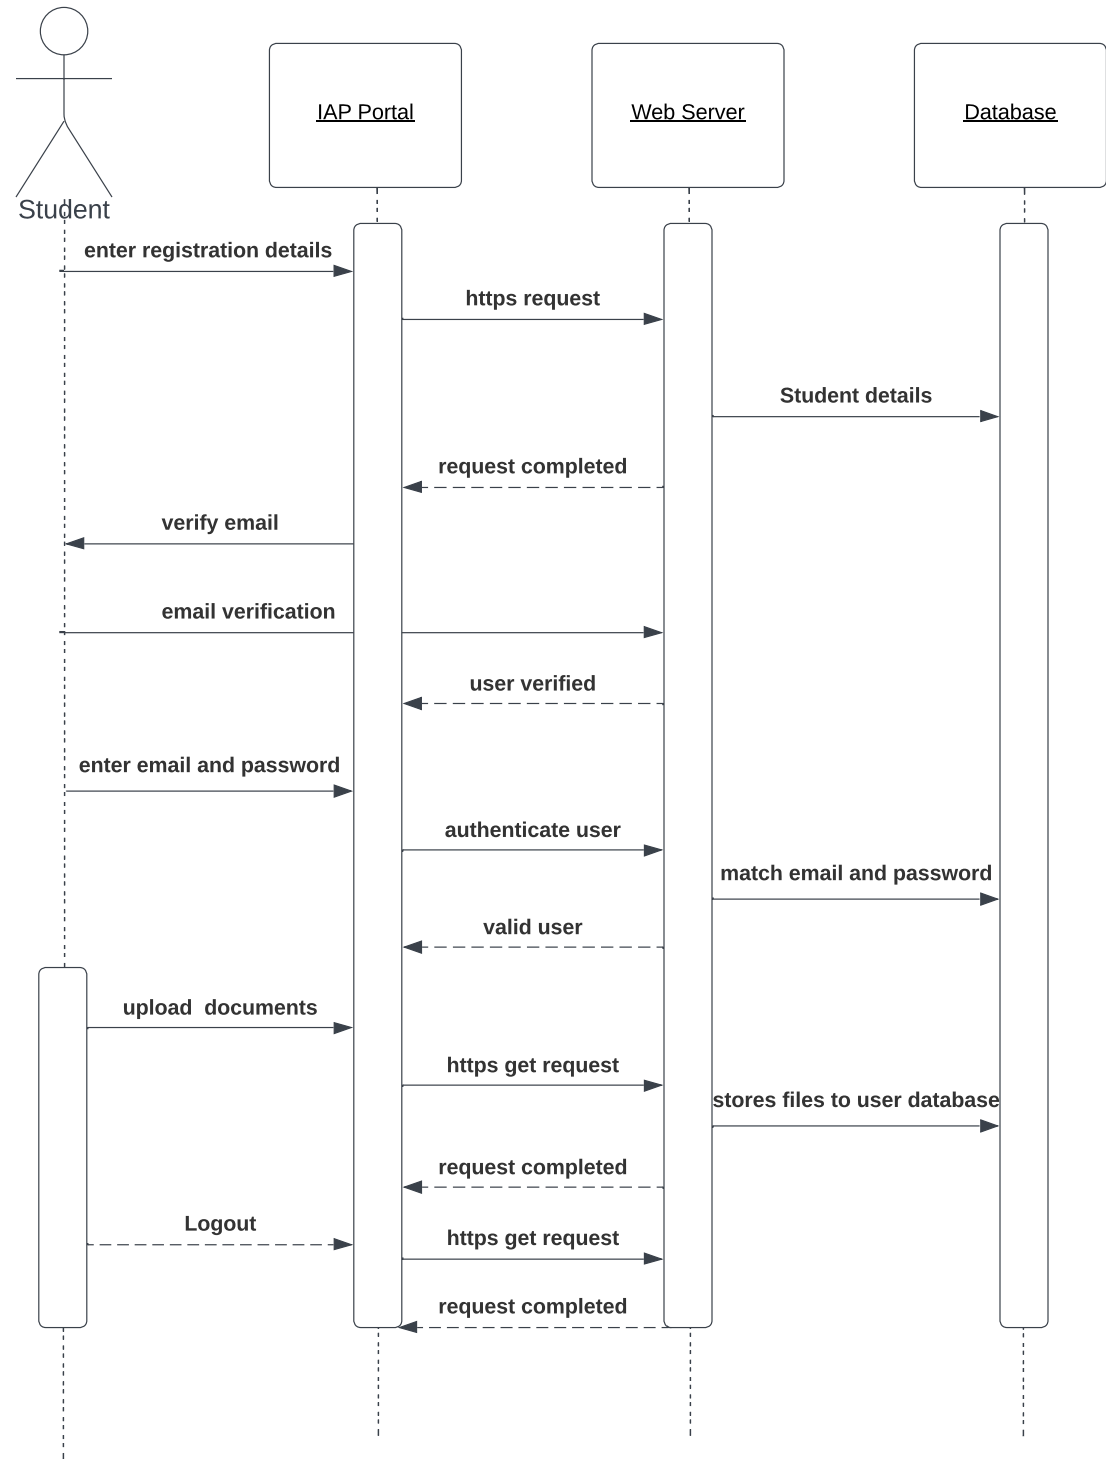 IAP Portal
Web Server
Database
Student
enter registration details
https request
Student details
request completed
verify email
email verification
user verified
enter email and password
authenticate user
match email and password
valid user
upload  documents
https get request
stores files to user database
request completed
Logout
https get request
request completed